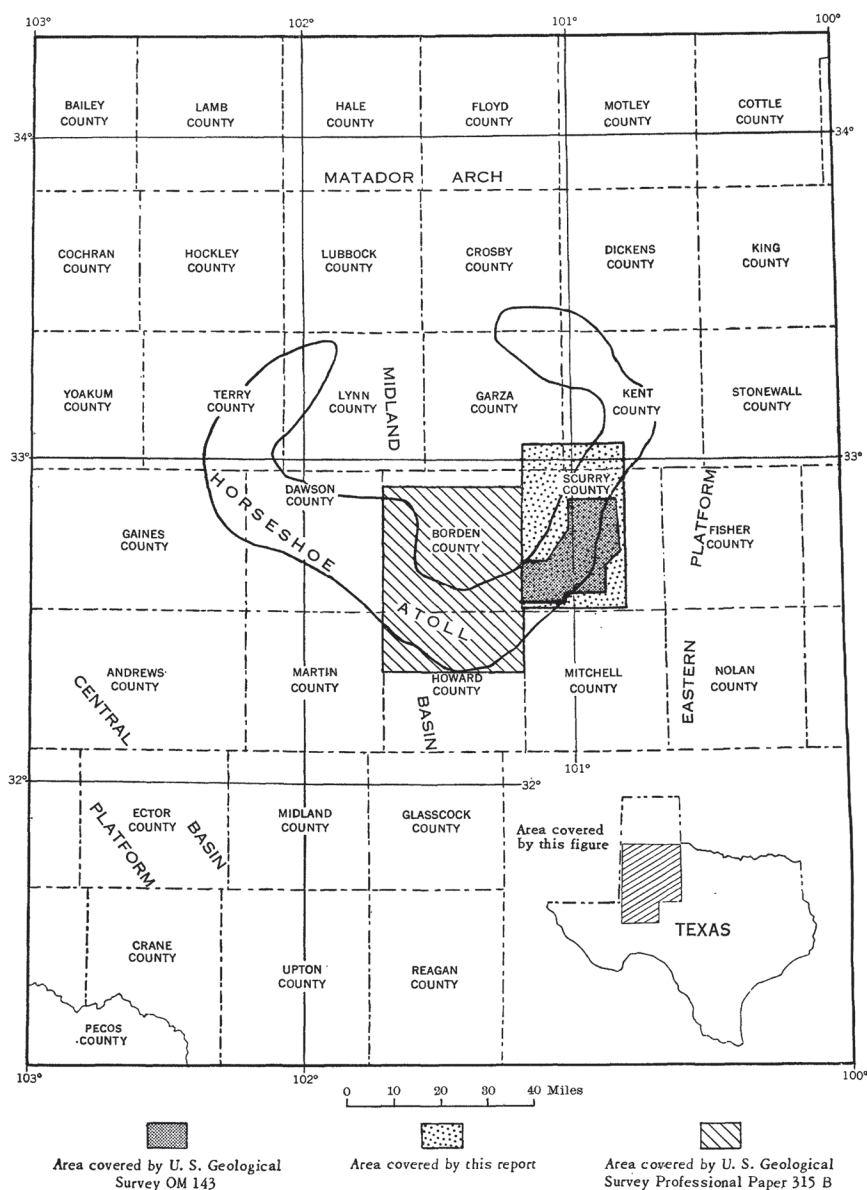 103° 102° 101° 100°
BAILEY COUNTY
LAMB COUNTY
HALE COUNTY
FLOYD COUNTY
MOTLEY COUNTY
COTTLE COUNTY
34° 34°
MATADOR ARCH
COCHRAN COUNTY
HOCKLEY COUNTY
LUBBOCK COUNTY
CROSBY COUNTY
DICKENS COUNTY
KING COUNTY
YOAKUM COUNTY
TERRY COUNTY
LYNN COUNTY
MIDLAND
GARZA COUNTY
KENT COUNTY
STONEWALL COUNTY
33° 33°
HORSESHOE
DAWSON COUNTY
SCURRY COUNTY
PLATFORM
GAINES COUNTY
BORDEN COUNTY
FISHER COUNTY
ATOLL
ANDREWS COUNTY
MARTIN COUNTY
HOWARD COUNTY
MITCHELL COUNTY
EASTERN
NOLAN COUNTY
CENTRAL
BASIN
101°
32° 32°
ECTOR COUNTY
MIDLAND COUNTY
GLASSCOCK COUNTY
PLATFORM
BASIN
Area covered
by this figure
TEXAS
CRANE COUNTY
UPTON COUNTY
REAGAN COUNTY
PECOS COUNTY
103° 102° 100°
0 10 20 30 40 Miles
Area covered by U. S. Geological
Survey OM 143
Area covered by this report
Area covered by U. S. Geological
Survey Professional Paper 315 B